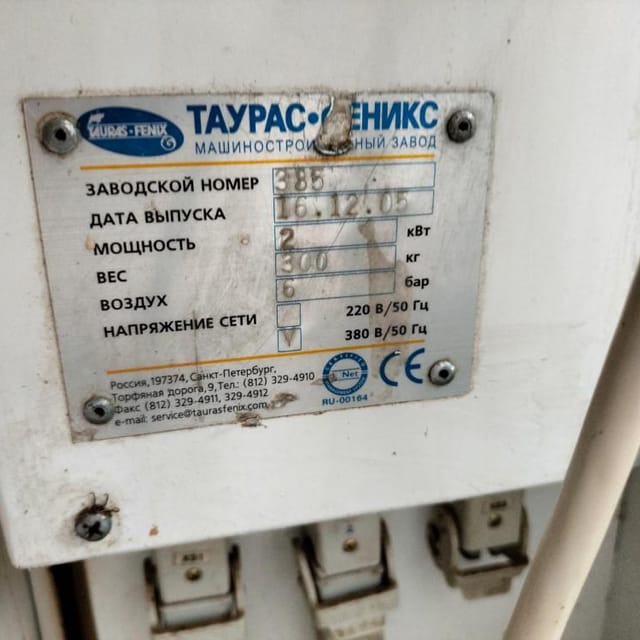 TAURAS-FENIX
ТАУРАС·ФЕНИКС
МАШИНОСТРОИТЕЛЬНЫЙ ЗАВОД
ЗАВОДСКОЙ НОМЕР 385
ДАТА ВЫПУСКА 16.12.05
МОЩНОСТЬ 2 кВт
ВЕС 300 кг
ВОЗДУХ 6 бар
НАПРЯЖЕНИЕ СЕТИ 220 В/50 Гц
V 380 В/50 Гц
Россия,197374, Санкт-Петербург,
Торфяная дорога, 9,Тел.: (812) 329-4910
Факс (812) 329-4911, 329-4912
e-mail: service@taurasfenix.com
Net
RU-00164
CE